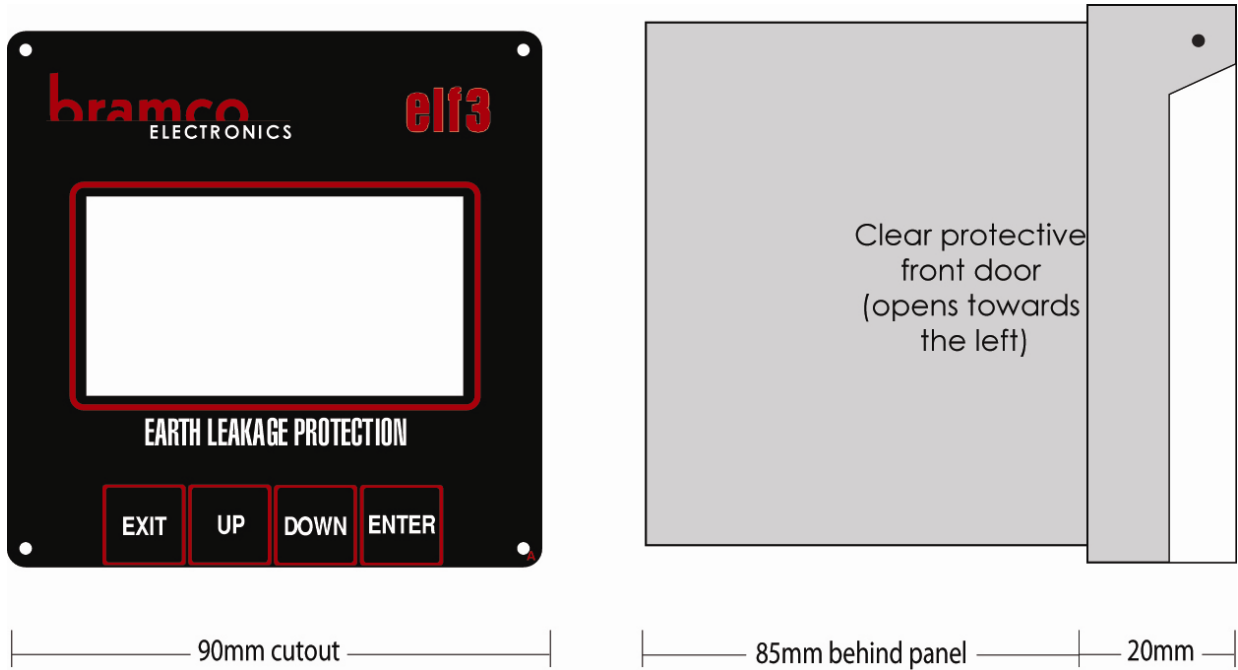 bramco
ELECTRONICS
elf3
EARTH LEAKAGE PROTECTION
EXIT UP DOWN ENTER
A
90mm cutout
Clear protective
front door
(opens towards
the left)
85mm behind panel
20mm